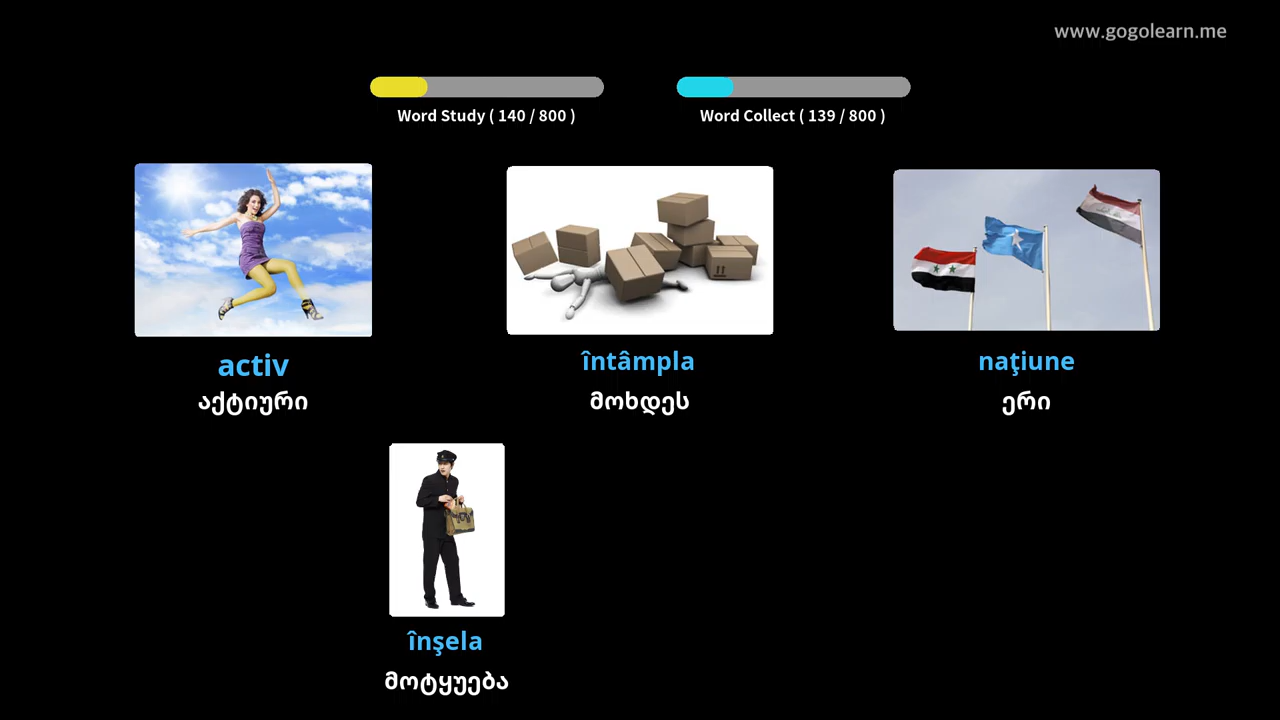 www.gogolearn.me
Word Study ( 140 / 800 )
Word Collect ( 139 / 800 )
activ
აქტიური
întâmpla
მოხდეს
naţiune
ერი
înşela
მოტყუება